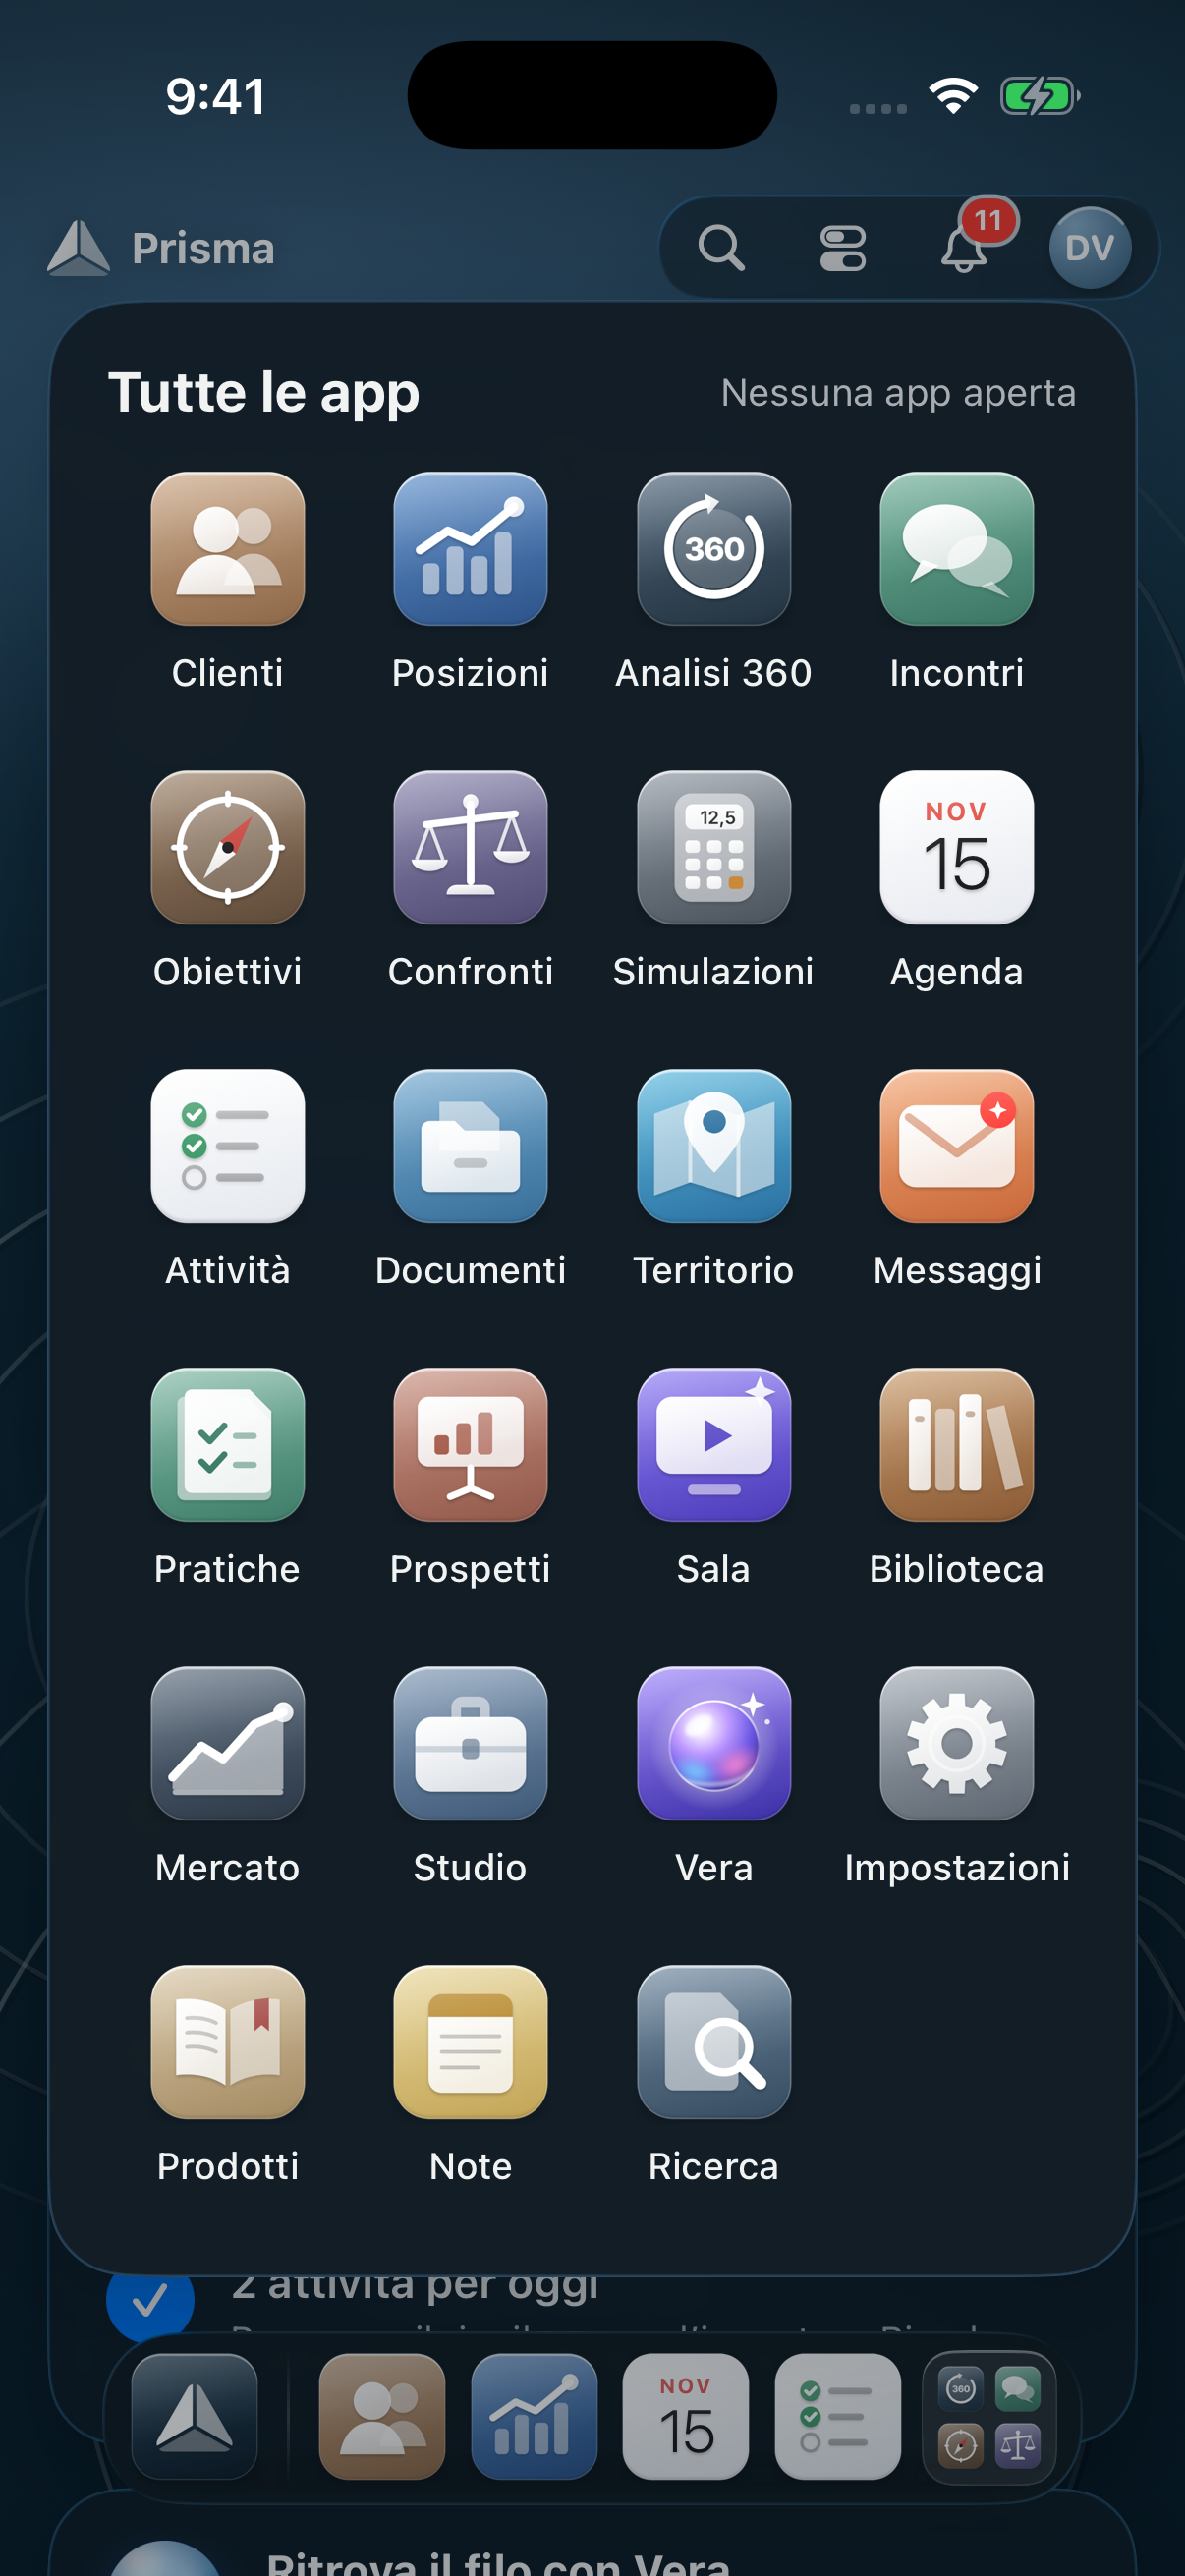 9:41
Prisma
11
DV
Tutte le app
Nessuna app aperta
360
Clienti
Posizioni
Analisi 360
Incontri
12,5
NOV
15
Obiettivi
Confronti
Simulazioni
Agenda
Attività
Documenti
Territorio
Messaggi
Pratiche
Prospetti
Sala
Biblioteca
Mercato
Studio
Vera
Impostazioni
Prodotti
Note
Ricerca
2 attività per oggi
NOV
15
360
Ritrova il filo con Vera